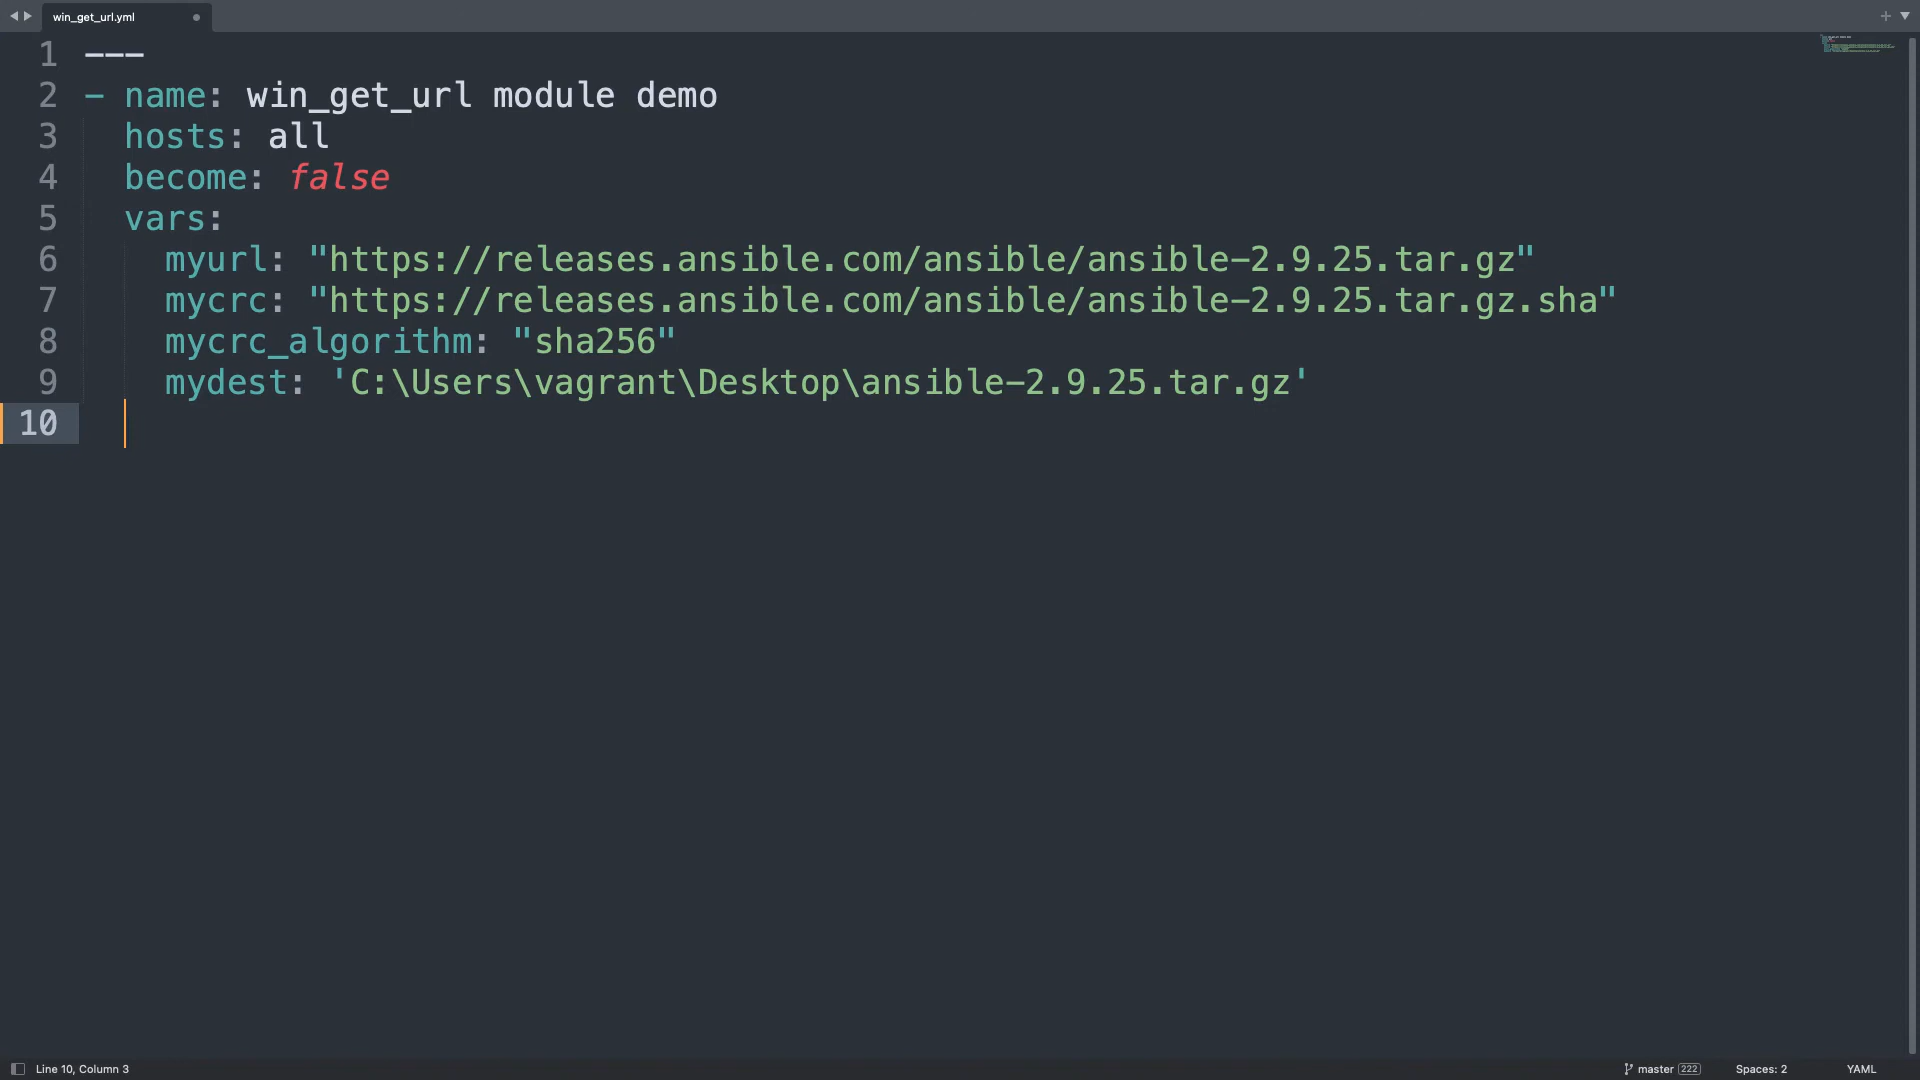 win_get_url.yml
1 ---
2 - name: win_get_url module demo
3 hosts: all
4 become: false
5 vars:
6 myurl: "https://releases.ansible.com/ansible/ansible-2.9.25.tar.gz"
7 mycrc: "https://releases.ansible.com/ansible/ansible-2.9.25.tar.gz.sha"
8 mycrc_algorithm: "sha256"
9 mydest: 'C:\Users\vagrant\Desktop\ansible-2.9.25.tar.gz'
10
Line 10, Column 3 master 222 Spaces: 2 YAML